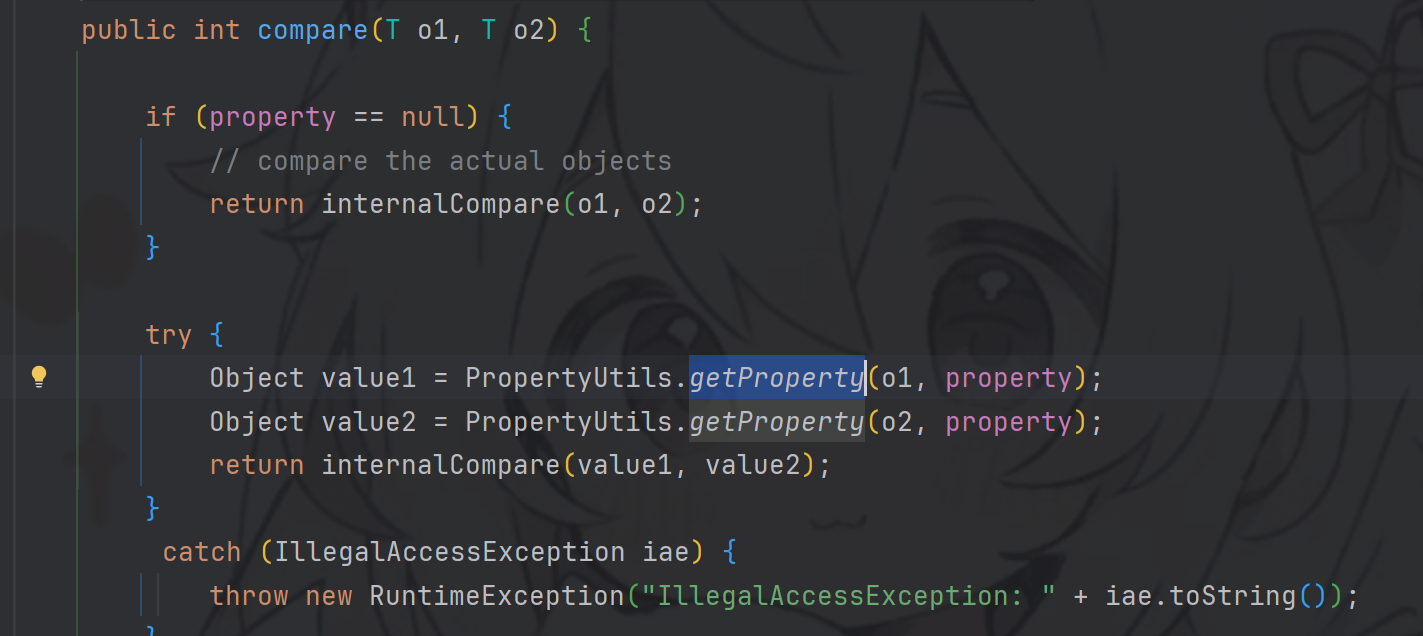 public int compare(T o1, T o2) {
if (property == null) {
// compare the actual objects
return internalCompare(o1, o2);
}
try {
Object value1 = PropertyUtils.getProperty(o1, property);
Object value2 = PropertyUtils.getProperty(o2, property);
return internalCompare(value1, value2);
}
catch (IllegalAccessException iae) {
throw new RuntimeException("IllegalAccessException: " + iae.toString());
}